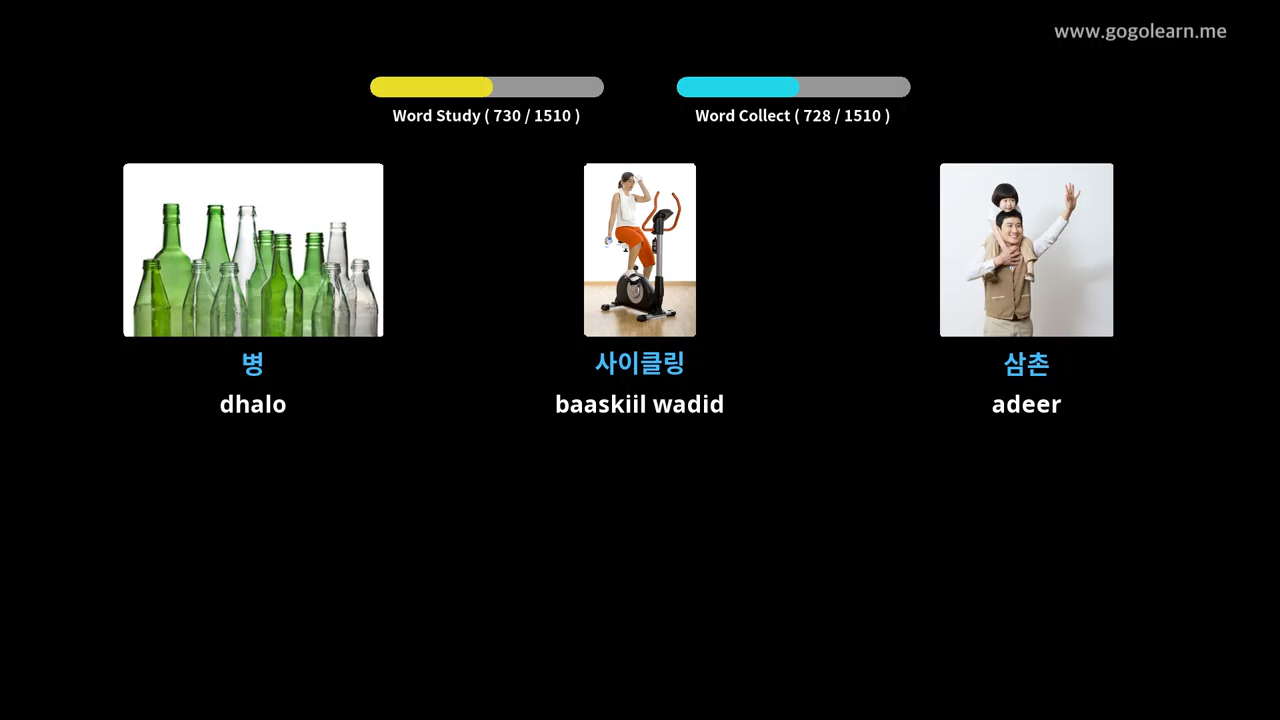 www.gogolearn.me
Word Study ( 730 / 1510 )
Word Collect ( 728 / 1510 )
병
dhalo
사이클링
baaskiil wadid
삼촌
adeer